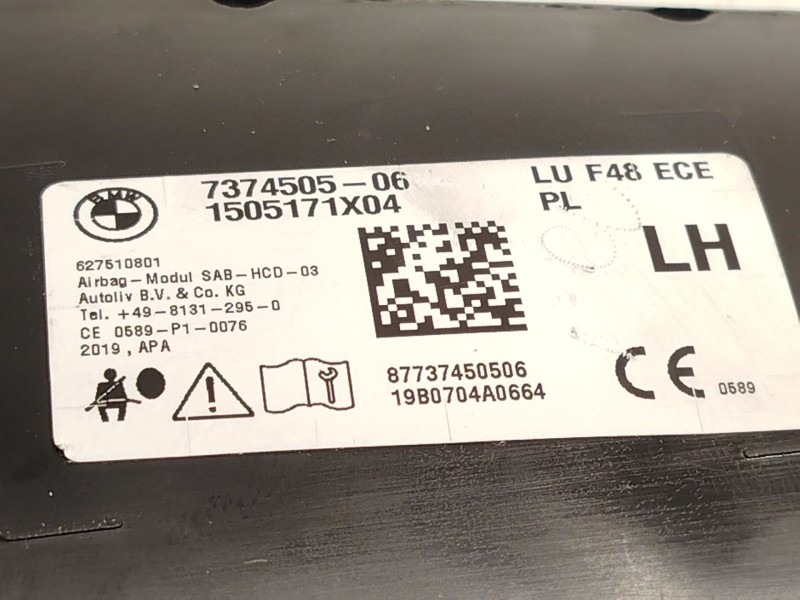 BMW
7374505-06
1505171X04
LU F48 ECE
PL
LH
627510801
Airbag-Modul SAB-HCD-03
Autoliv B.V. & Co. KG
Tel. +49-8131-295-0
CE 0589-P1-0076
2019, APA
87737450506
19B0704A0664
CE 0589